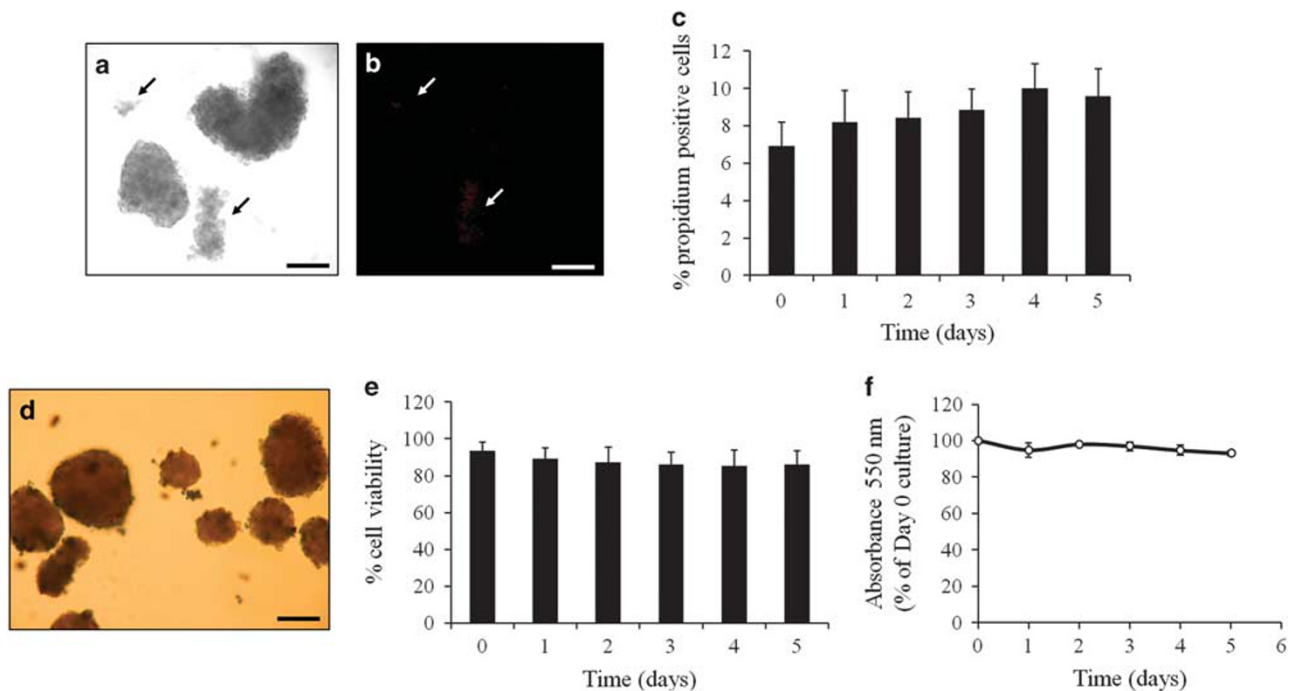 a
b
c
% propidium positive cells
12
10
8
6
4
2
0
0 1 2 3 4 5
Time (days)
d
e
% cell viability
120
100
80
60
40
20
0
0 1 2 3 4 5
Time (days)
f
Absorbance 550 nm
(% of Day 0 culture)
120
100
80
60
40
20
0
0 1 2 3 4 5 6
Time (days)